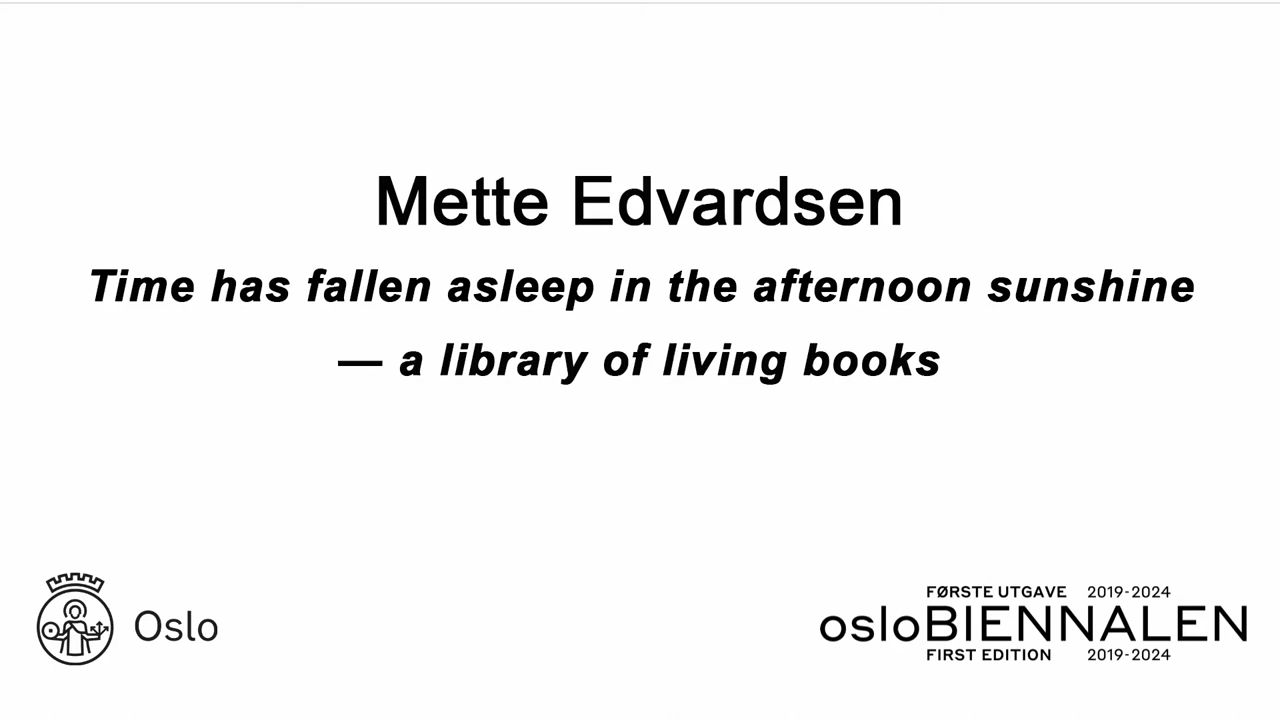 Mette Edvardsen
Time has fallen asleep in the afternoon sunshine
— a library of living books
Oslo
FØRSTE UTGAVE 2019-2024
osloBIENNALEN
FIRST EDITION 2019-2024